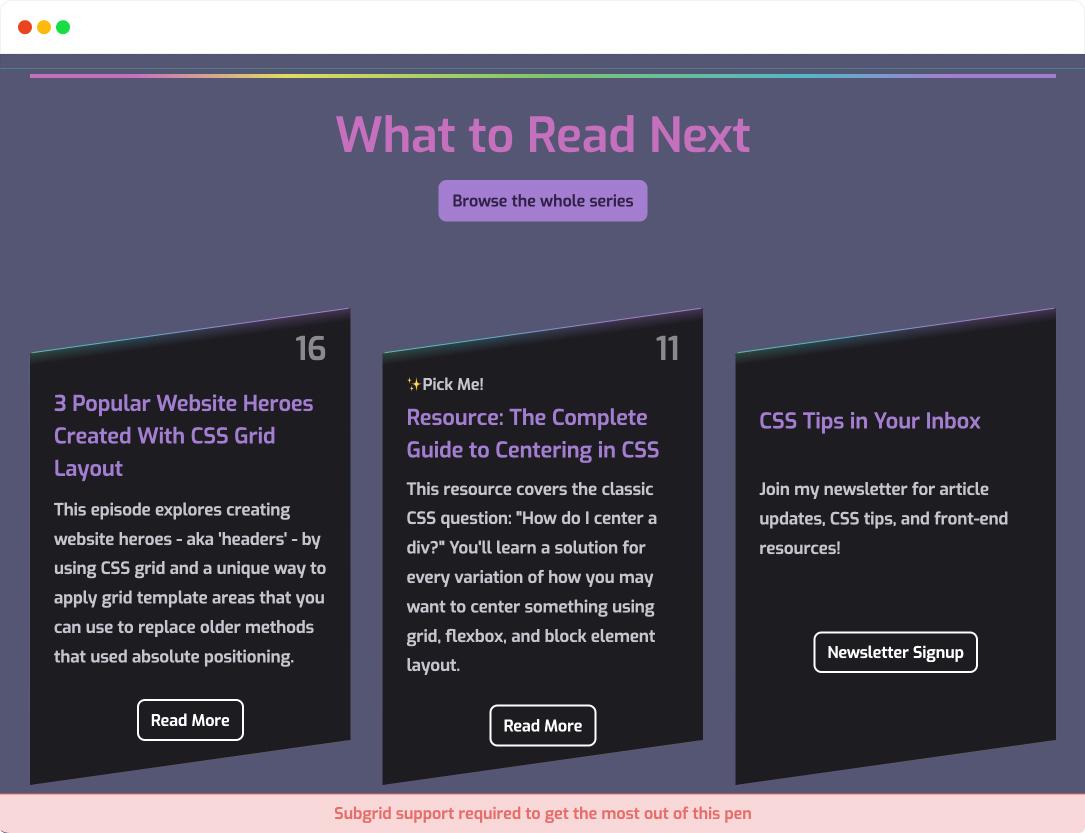 What to Read Next
Browse the whole series
16
3 Popular Website Heroes
Created With CSS Grid
Layout
This episode explores creating
website heroes - aka 'headers' - by
using CSS grid and a unique way to
apply grid template areas that you
can use to replace older methods
that used absolute positioning.
Read More
11
✨Pick Me!
Resource: The Complete
Guide to Centering in CSS
This resource covers the classic
CSS question: "How do I center a
div?" You'll learn a solution for
every variation of how you may
want to center something using
grid, flexbox, and block element
layout.
Read More
CSS Tips in Your Inbox
Join my newsletter for article
updates, CSS tips, and front-end
resources!
Newsletter Signup
Subgrid support required to get the most out of this pen